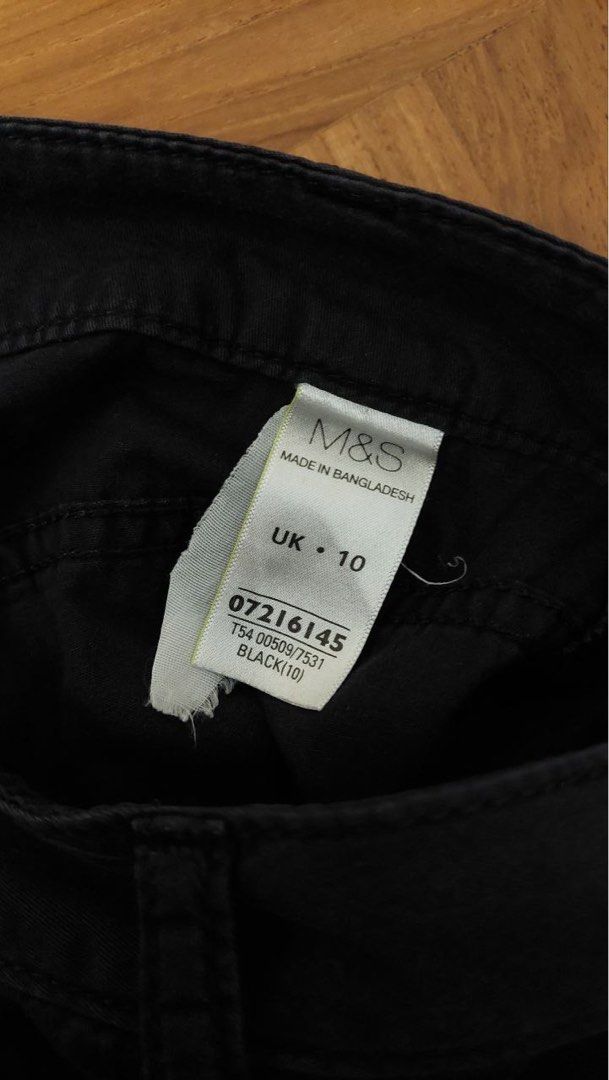 M&S
MADE IN BANGLADESH
UK • 10
07216145
T54 00509/7531
BLACK(10)